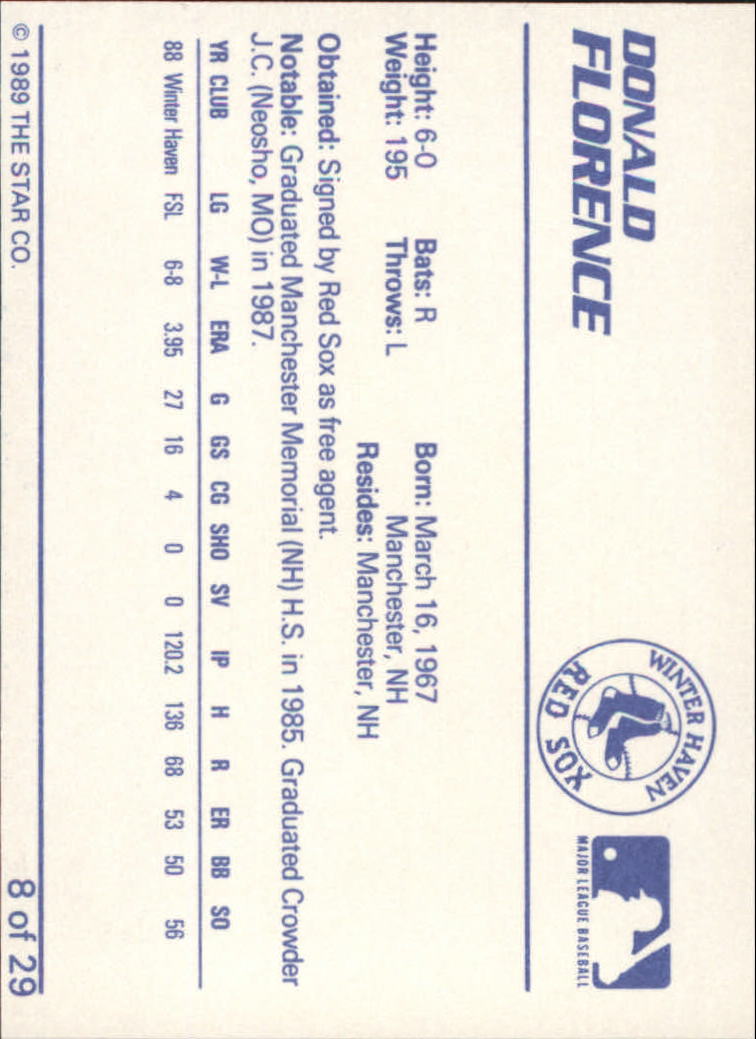 DONALD
FLORENCE
WINTER HAVEN
RED SOX
MAJOR LEAGUE BASEBALL
Height: 6-0 Bats: R Born: March 16, 1967
Weight: 195 Throws: L Manchester, NH
Resides: Manchester, NH
Obtained: Signed by Red Sox as free agent.
Notable: Graduated Manchester Memorial (NH) H.S. in 1985. Graduated Crowder
J.C. (Neosho, MO) in 1987.
YR CLUB LG W-L ERA G GS CG SHO SV IP H R ER BB SO
88 Winter Haven FSL 6-8 3.95 27 16 4 0 0 120.2 136 68 53 50 56
© 1989 THE STAR CO. 8 of 29